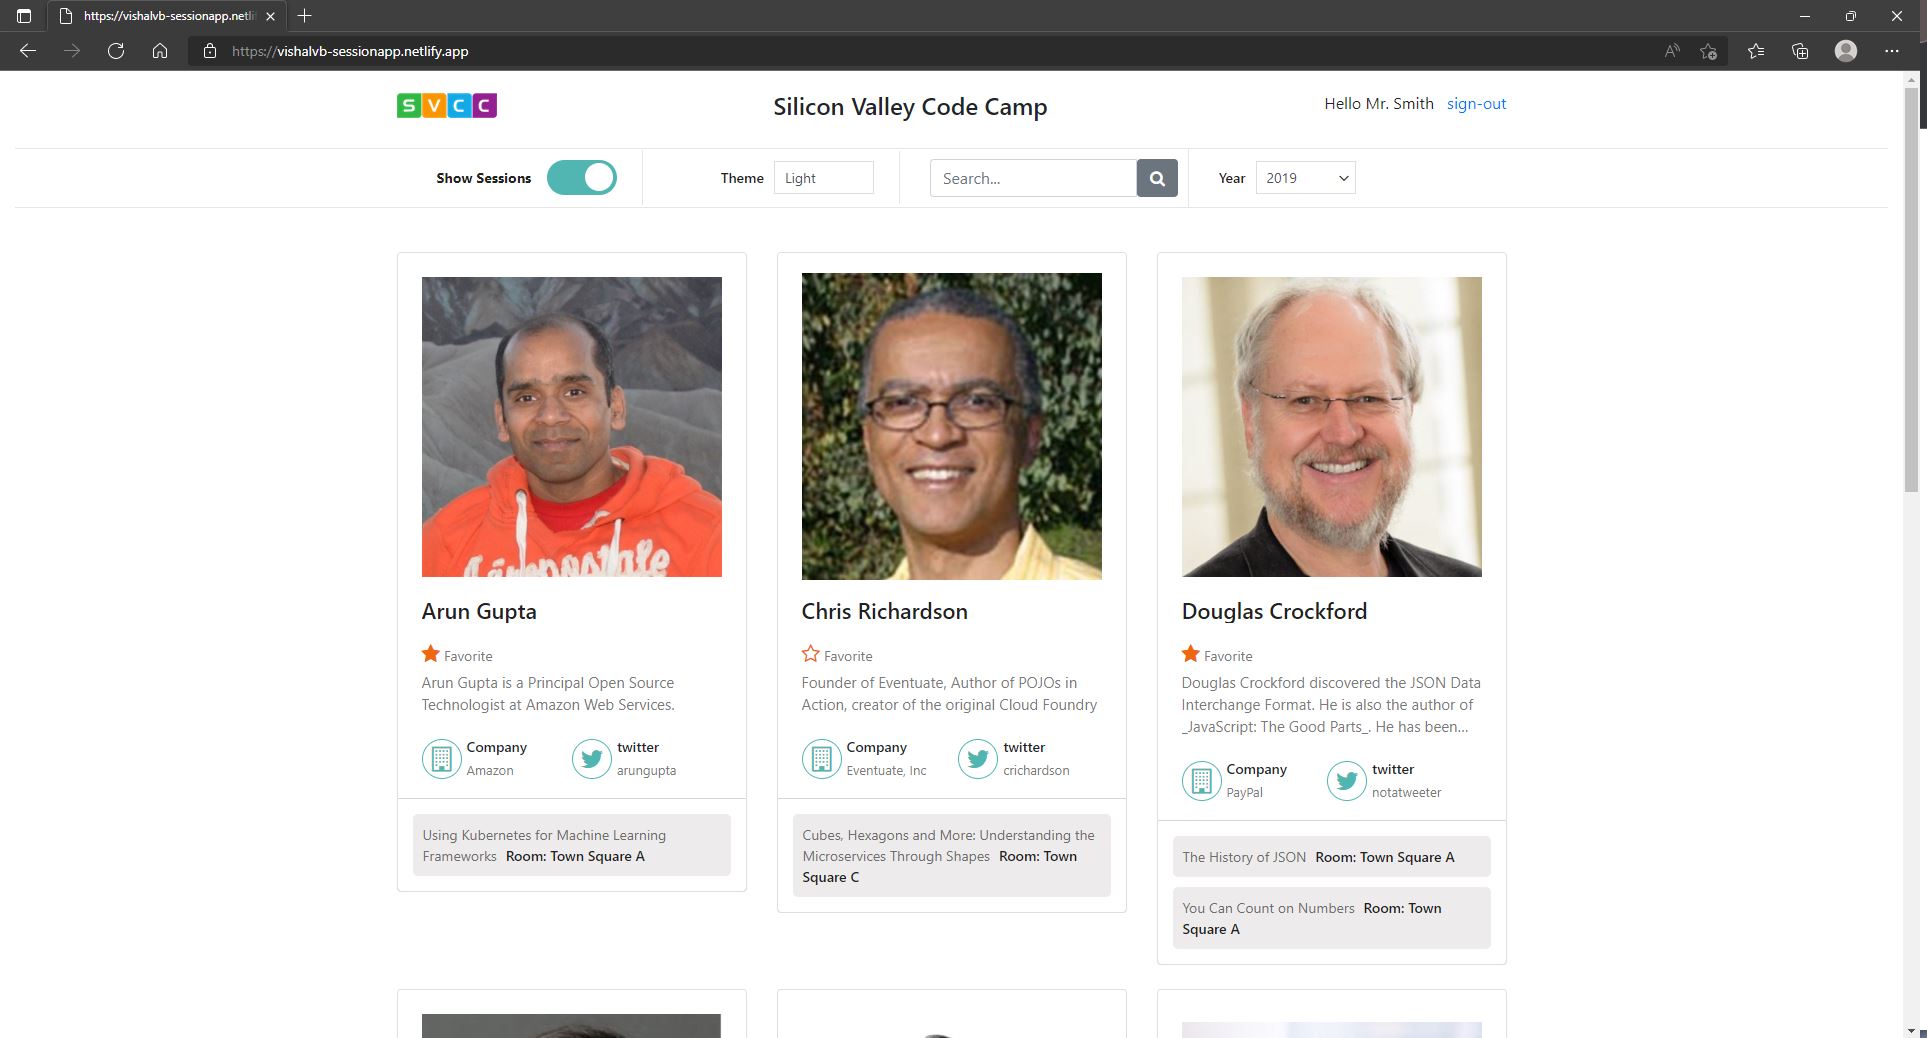 https://vishalvb-sessionapp.netli
https://vishalvb-sessionapp.netlify.app
SVCC
Silicon Valley Code Camp
Hello Mr. Smith sign-out
Show Sessions
Theme Light
Search...
Year 2019
Arun Gupta
Favorite
Arun Gupta is a Principal Open Source
Technologist at Amazon Web Services.
Company
Amazon
twitter
arungupta
Using Kubernetes for Machine Learning
Frameworks Room: Town Square A
Chris Richardson
Favorite
Founder of Eventuate, Author of POJOs in
Action, creator of the original Cloud Foundry
Company
Eventuate, Inc
twitter
crichardson
Cubes, Hexagons and More: Understanding the
Microservices Through Shapes Room: Town
Square C
Douglas Crockford
Favorite
Douglas Crockford discovered the JSON Data
Interchange Format. He is also the author of
_JavaScript: The Good Parts_. He has been...
Company
PayPal
twitter
notatweeter
The History of JSON Room: Town Square A
You Can Count on Numbers Room: Town
Square A